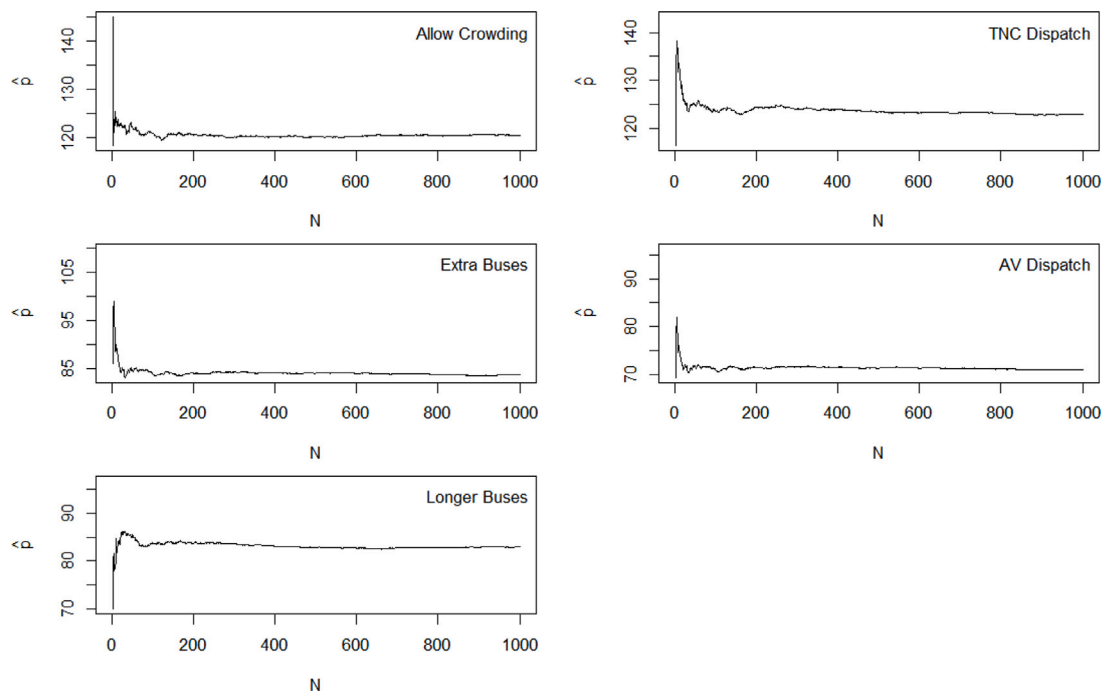 Allow Crowding
p̂
120 130 140
0 200 400 600 800 1000
N
TNC Dispatch
p̂
120 130 140
0 200 400 600 800 1000
N
Extra Buses
p̂
85 95 105
0 200 400 600 800 1000
N
AV Dispatch
p̂
70 80 90
0 200 400 600 800 1000
N
Longer Buses
p̂
70 80 90
0 200 400 600 800 1000
N